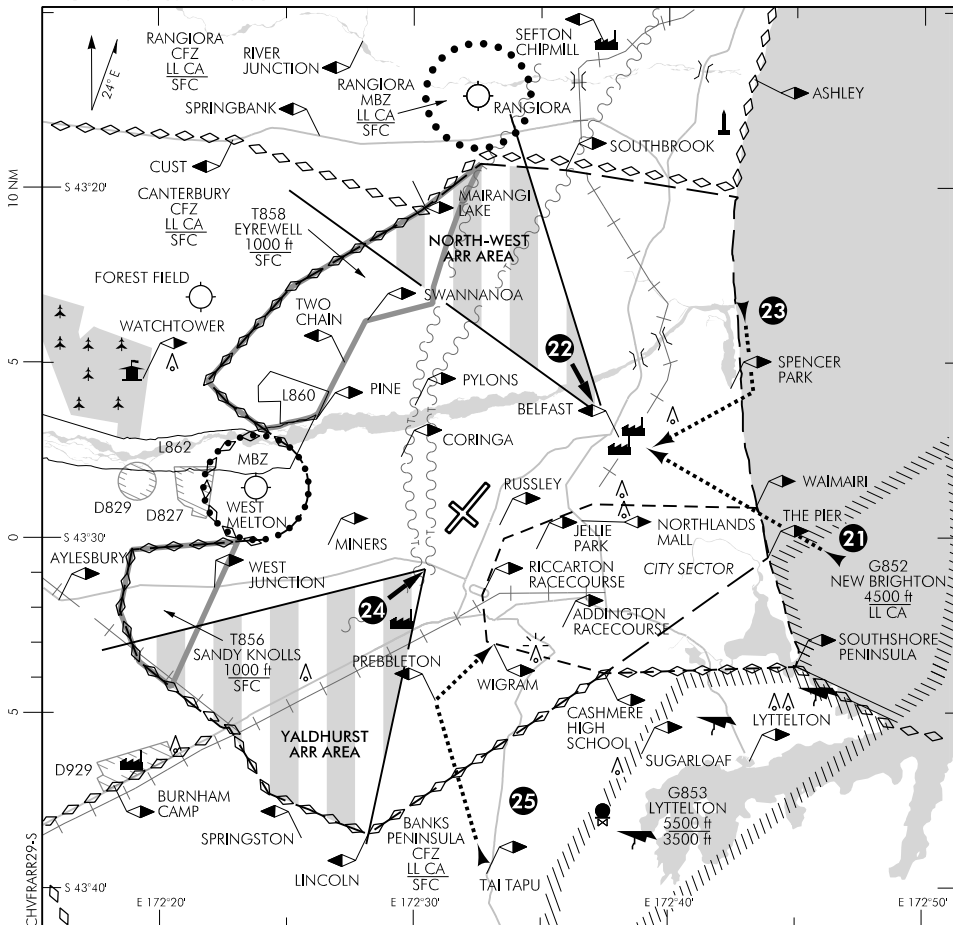 24° E
RANGIORA
CFZ
LL CA
SFC
RIVER
JUNCTION
SEFTON
CHIPMILL
RANGIORA
MBZ
LL CA
SFC
RANGIORA
ASHLEY
SPRINGBANK
SOUTHBROOK
CUST
10 NM
S 43°20'
CANTERBURY
CFZ
LL CA
SFC
T858
EYREWELL
1000 ft
SFC
MAIRANGI
LAKE
NORTH-WEST
ARR AREA
FOREST FIELD
SWANNANOA
TWO
CHAIN
WATCHTOWER
23
22
SPENCER
PARK
5
L860
PINE
PYLONS
BELFAST
CORINGA
L862
MBZ
D829
D827
WEST
MELTON
RUSSLEY
WAIMAIRI
THE PIER
0
S 43°30'
MINERS
JELLIE
PARK
NORTHLANDS
MALL
21
AYLESBURY
WEST
JUNCTION
RICCARTON
RACECOURSE
CITY SECTOR
G852
NEW BRIGHTON
4500 ft
LL CA
24
ADDINGTON
RACECOURSE
T856
SANDY KNOLLS
1000 ft
SFC
PREBBLETON
WIGRAM
SOUTHSHORE
PENINSULA
5
YALDHURST
ARR AREA
CASHMERE
HIGH
SCHOOL
LYTTELTON
SUGARLOAF
D929
BURNHAM
CAMP
SPRINGSTON
25
G853
LYTTELTON
5500 ft
3500 ft
BANKS
PENINSULA
CFZ
LL CA
SFC
LINCOLN
TAI TAPU
S 43°40'
E 172°20'
E 172°30'
E 172°40'
E 172°50'
CHVFRARR29-S